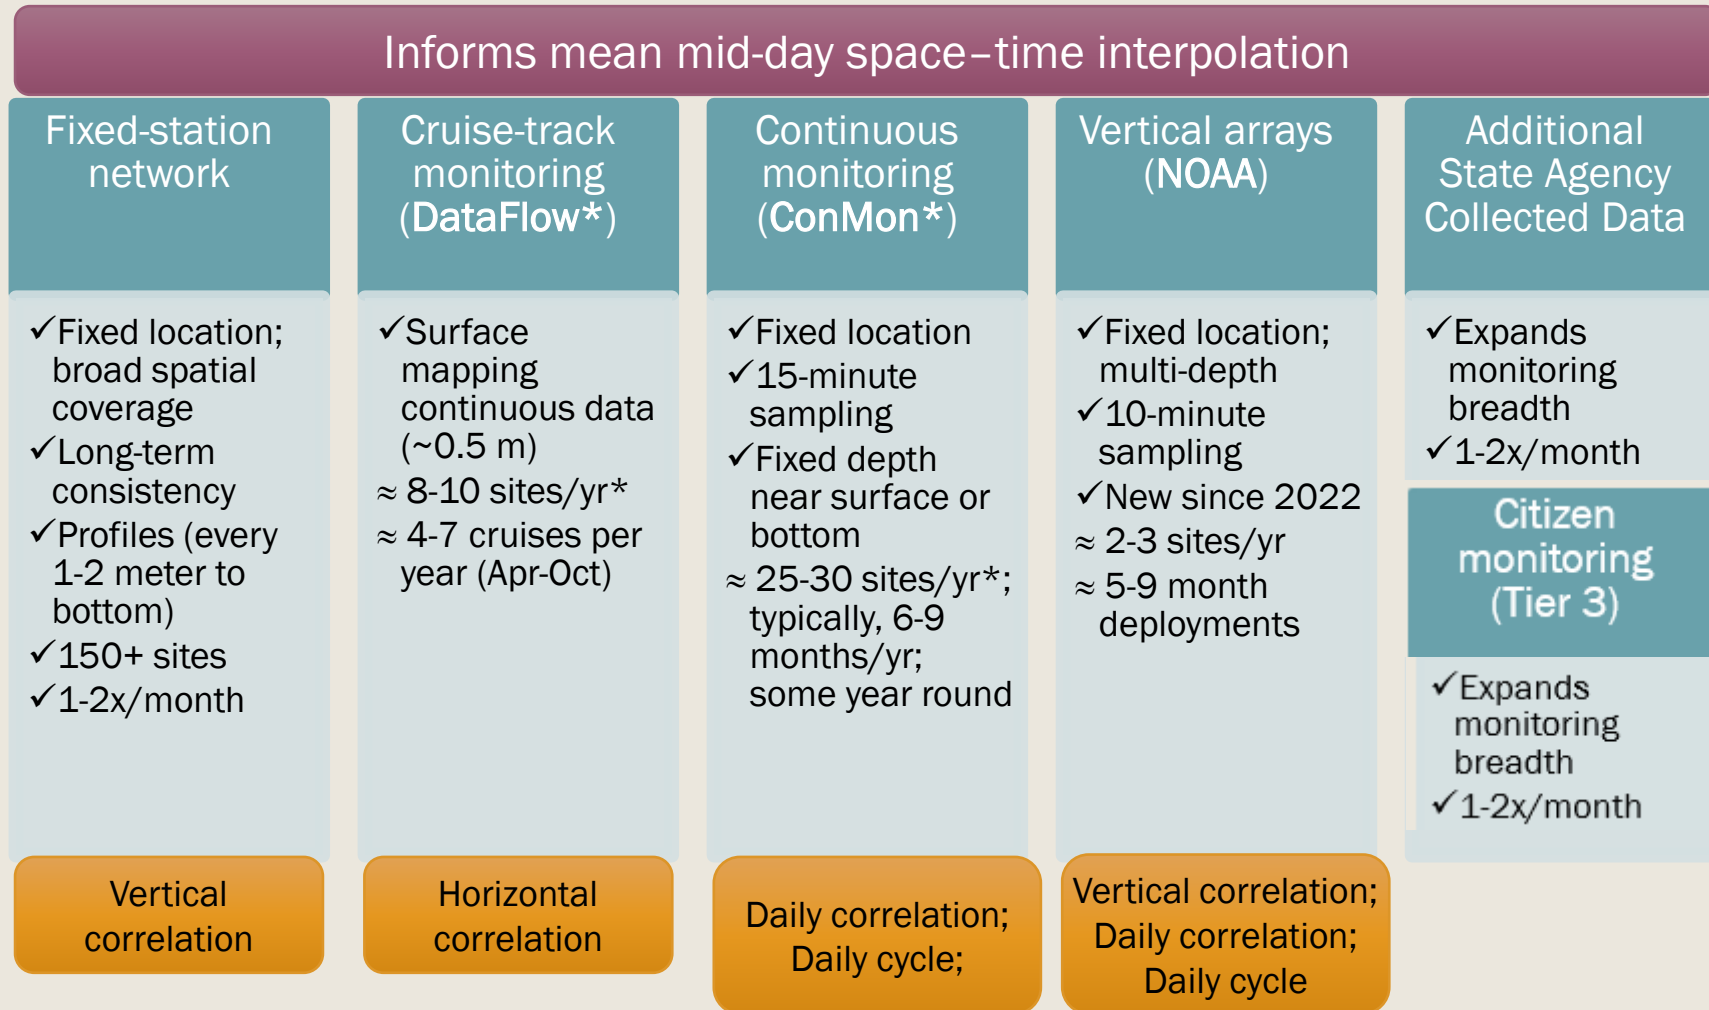 Informs mean mid-day space–time interpolation
Fixed-station
network
✓Fixed location;
broad spatial
coverage
✓Long-term
consistency
✓Profiles (every
1-2 meter to
bottom)
✓150+ sites
✓1-2x/month
Vertical
correlation
Cruise-track
monitoring
(DataFlow*)
✓Surface
mapping
continuous data
(~0.5 m)
≈ 8-10 sites/yr*
≈ 4-7 cruises per
year (Apr-Oct)
Horizontal
correlation
Continuous
monitoring
(ConMon*)
✓Fixed location
✓15-minute
sampling
✓Fixed depth
near surface or
bottom
≈ 25-30 sites/yr*;
typically, 6-9
months/yr;
some year round
Daily correlation;
Daily cycle;
Vertical arrays
(NOAA)
✓Fixed location;
multi-depth
✓10-minute
sampling
✓New since 2022
≈ 2-3 sites/yr
≈ 5-9 month
deployments
Vertical correlation;
Daily correlation;
Daily cycle
Additional
State Agency
Collected Data
✓Expands
monitoring
breadth
✓1-2x/month
Citizen
monitoring
(Tier 3)
✓Expands
monitoring
breadth
✓1-2x/month